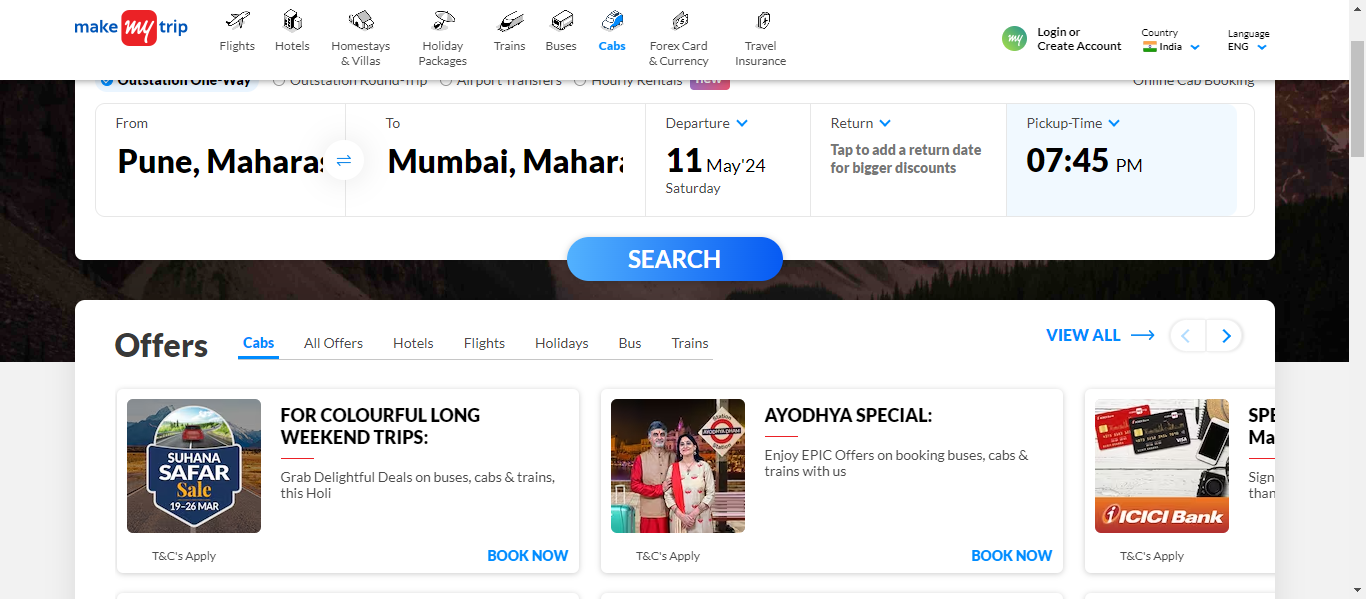 make my trip
Flights
Hotels
Homestays
& Villas
Holiday
Packages
Trains
Buses
Cabs
Forex Card
& Currency
Travel
Insurance
my
Login or
Create Account
Country
India
Language
ENG
Outstation One-Way
Outstation Round-Trip
Airport Transfers
Hourly Rentals
new
Online Cab Booking
From
Pune, Maharas
To
Mumbai, Mahara
Departure
11 May'24
Saturday
Return
Tap to add a return date
for bigger discounts
Pickup-Time
07:45 PM
SEARCH
Offers
Cabs
All Offers
Hotels
Flights
Holidays
Bus
Trains
VIEW ALL
SUHANA
SAFAR
Sale
19-26 MAR
FOR COLOURFUL LONG
WEEKEND TRIPS:
Grab Delightful Deals on buses, cabs & trains,
this Holi
T&C's Apply
BOOK NOW
Station
AYODHYA DHAM
Station
AYODHYA SPECIAL:
Enjoy EPIC Offers on booking buses, cabs &
trains with us
T&C's Apply
BOOK NOW
VISA
ICICI Bank
SPE
Ma
Sign
than
T&C's Apply